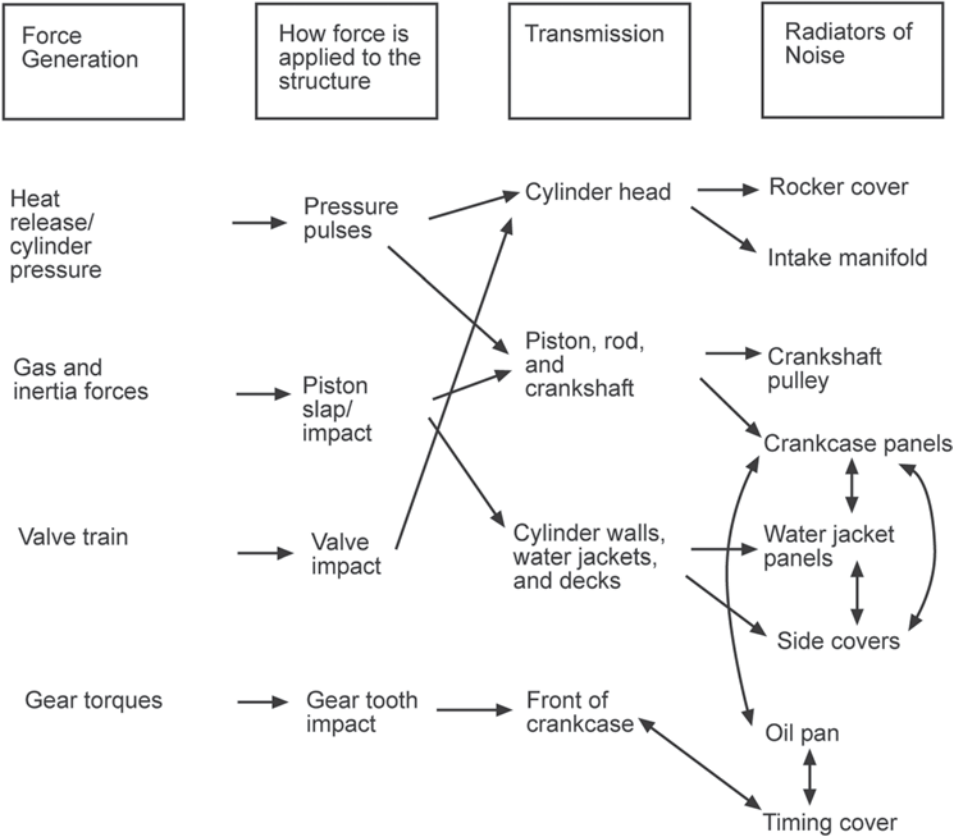 Force
Generation
How force is
applied to the
structure
Transmission
Radiators of
Noise
Heat
release/
cylinder
pressure
Pressure
pulses
Cylinder head
Rocker cover
Intake manifold
Gas and
inertia forces
Piston
slap/
impact
Piston, rod,
and
crankshaft
Crankshaft
pulley
Crankcase panels
Valve train
Valve
impact
Cylinder walls,
water jackets,
and decks
Water jacket
panels
Side covers
Gear torques
Gear tooth
impact
Front of
crankcase
Oil pan
Timing cover